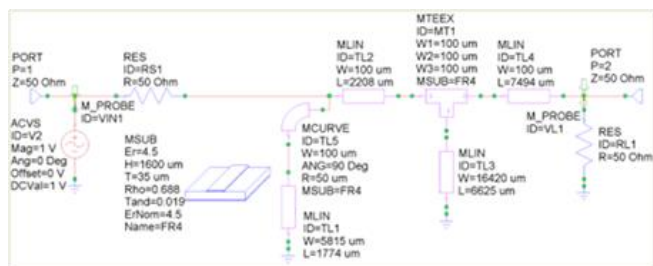 PORT
P=1
Z=50 Ohm
RES
ID=RS1
R=50 Ohm
M_PROBE
ID=VIN1
ACVS
ID=V2
Mag=1 V
Ang=0 Deg
Offset=0 V
DCVal=1 V
MSUB
Er=4.5
H=1600 um
T=35 um
Rho=0.688
Tand=0.019
ErNom=4.5
Name=FR4
MLIN
ID=TL2
W=100 um
L=2208 um
MCURVE
ID=TL5
W=100 um
ANG=90 Deg
R=50 um
MSUB=FR4
MLIN
ID=TL1
W=5815 um
L=1774 um
MTEEX
ID=MT1
W1=100 um
W2=100 um
W3=100 um
MSUB=FR4
MLIN
ID=TL3
W=16420 um
L=6625 um
MLIN
ID=TL4
W=100 um
L=7494 um
M_PROBE
ID=VL1
PORT
P=2
Z=50 Ohm
RES
ID=RL1
R=50 Ohm